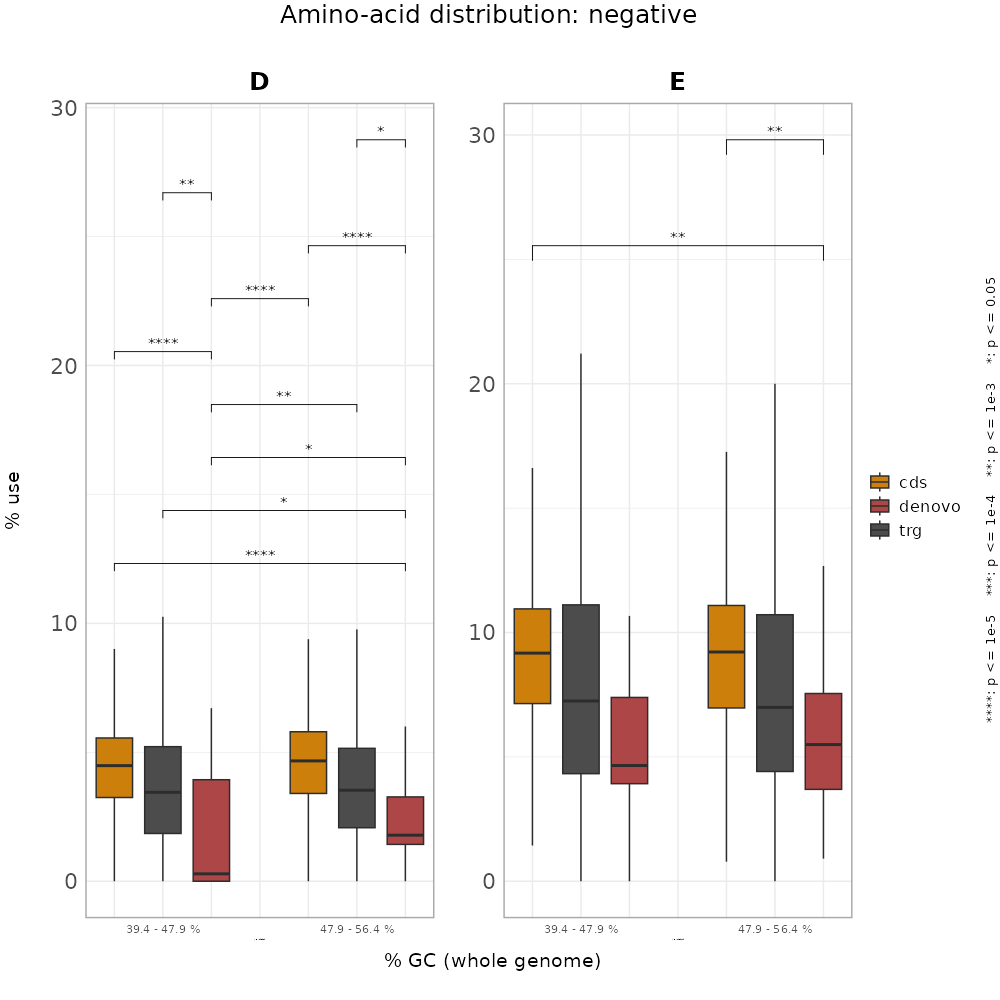 Amino-acid distribution: negative
D
E
% use
30
20
10
0
*
**
****
****
****
**
*
*
****
39.4 - 47.9 %
47.9 - 56.4 %
30
20
10
0
**
**
39.4 - 47.9 %
47.9 - 56.4 %
% GC (whole genome)
cds
denovo
trg
****: p <= 1e-5 ***: p <= 1e-4 **: p <= 1e-3 *: p <= 0.05